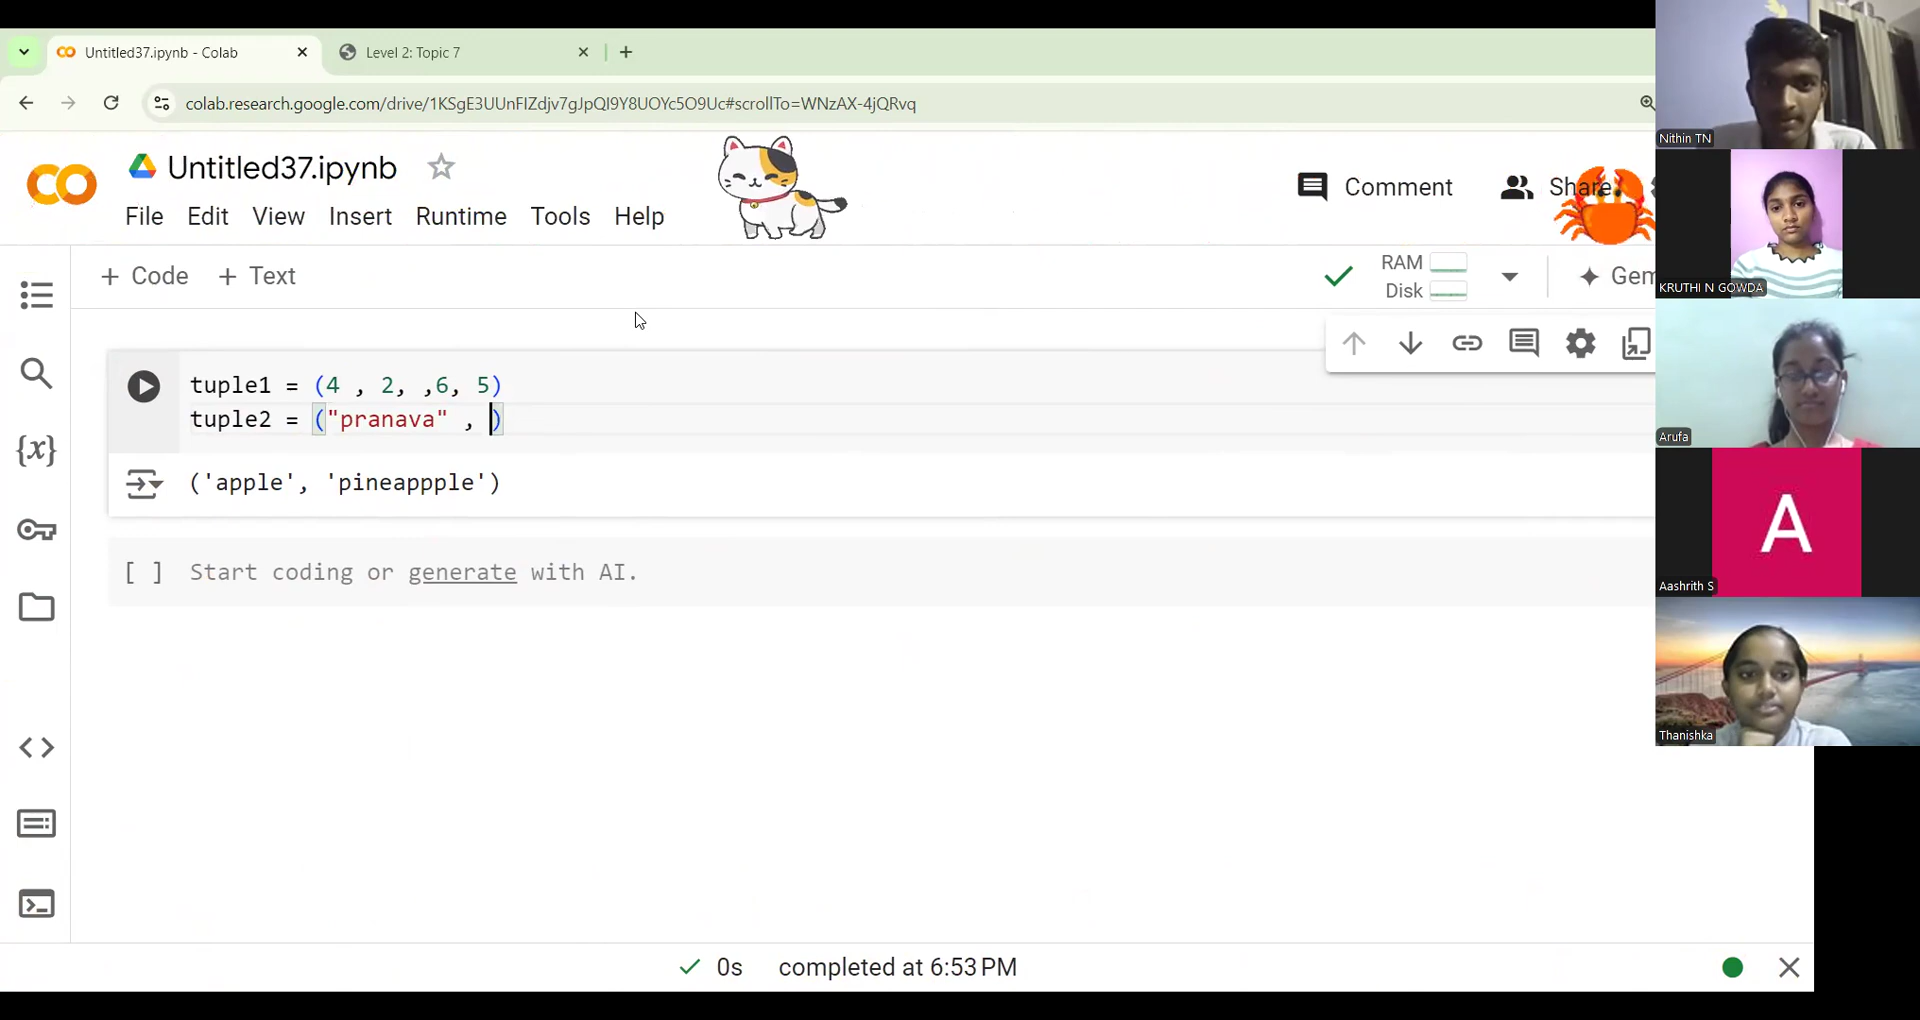 Untitled37.ipynb - Colab
Level 2: Topic 7
colab.research.google.com/drive/1KSgE3UUnFIZdjv7gJpQI9Y8UOYc5O9Uc#scrollTo=WNzAX-4jQRvq
CO
Untitled37.ipynb
Comment
Share
File Edit View Insert Runtime Tools Help
+ Code + Text
RAM
Disk
Gem
tuple1 = (4 , 2, ,6, 5)
tuple2 = ("pranava" , )
('apple', 'pineappple')
[ ] Start coding or generate with AI.
{x}
0s completed at 6:53 PM
Nithin TN
KRUTHI N GOWDA
Arufa
A
Aashrith S
Thanishka